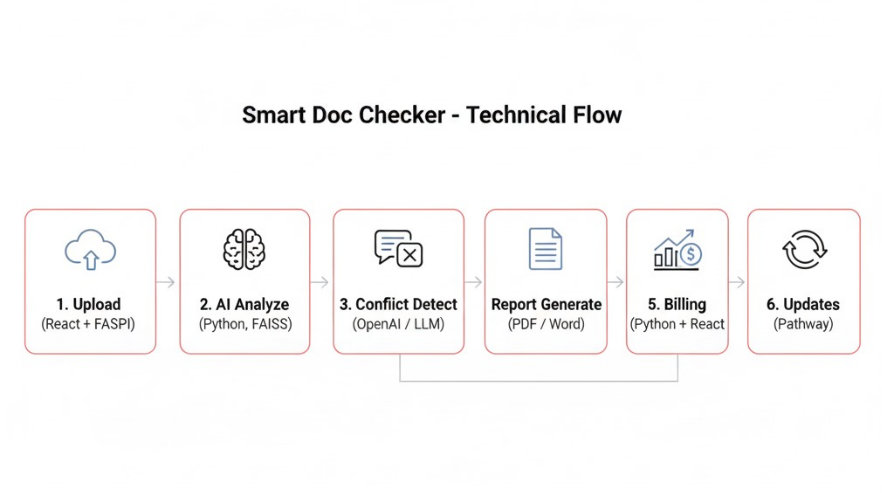 Smart Doc Checker - Technical Flow
1. Upload
(React + FASPI)
2. AI Analyze
(Python, FAISS)
3. Confliict Detect
(OpenAI / LLM)
Report Generate
(PDF / Word)
$
5. Billing
(Python + React
6. Updates
(Pathway)